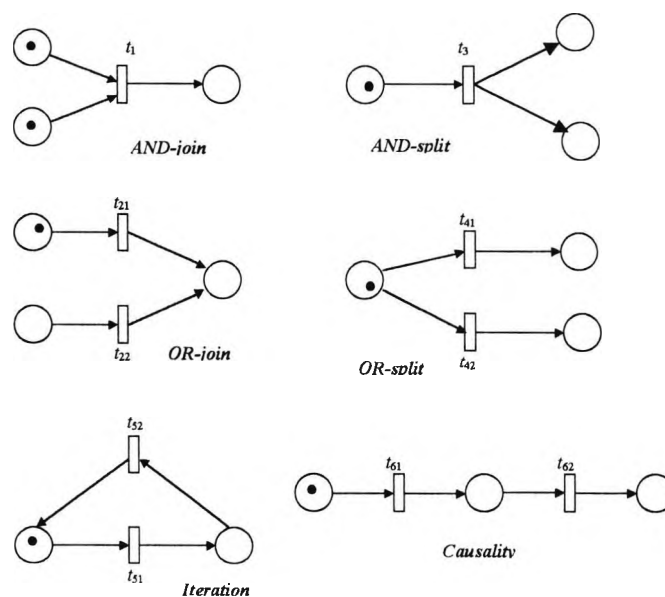 t1
t3
AND-join
AND-split
t21
t41
t22
OR-join
t42
OR-split
t52
t61
t62
t51
Causality
Iteration